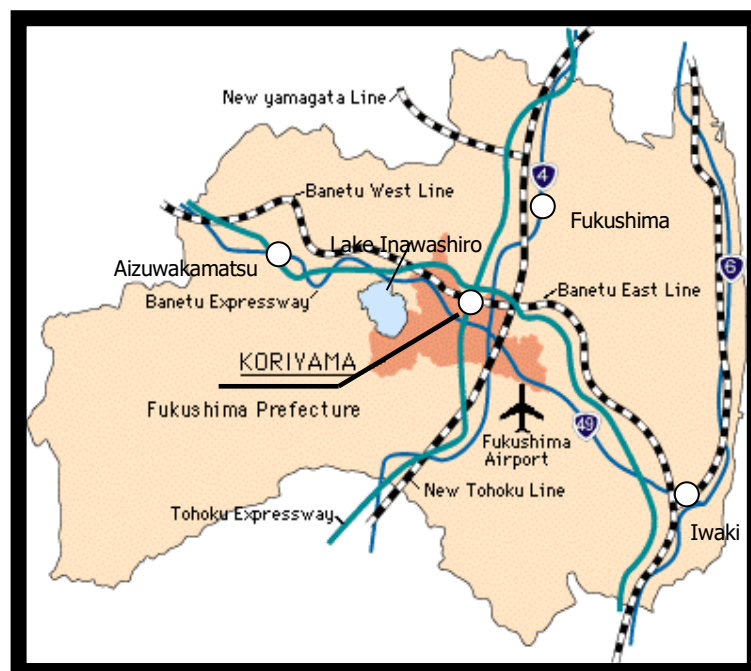 New yamagata Line
4
Banetu West Line
Fukushima
Lake Inawashiro
Aizuwakamatsu
6
Banetu Expressway
Banetu East Line
KORIYAMA
Fukushima Prefecture
49
Fukushima
Airport
New Tohoku Line
Tohoku Expressway
Iwaki